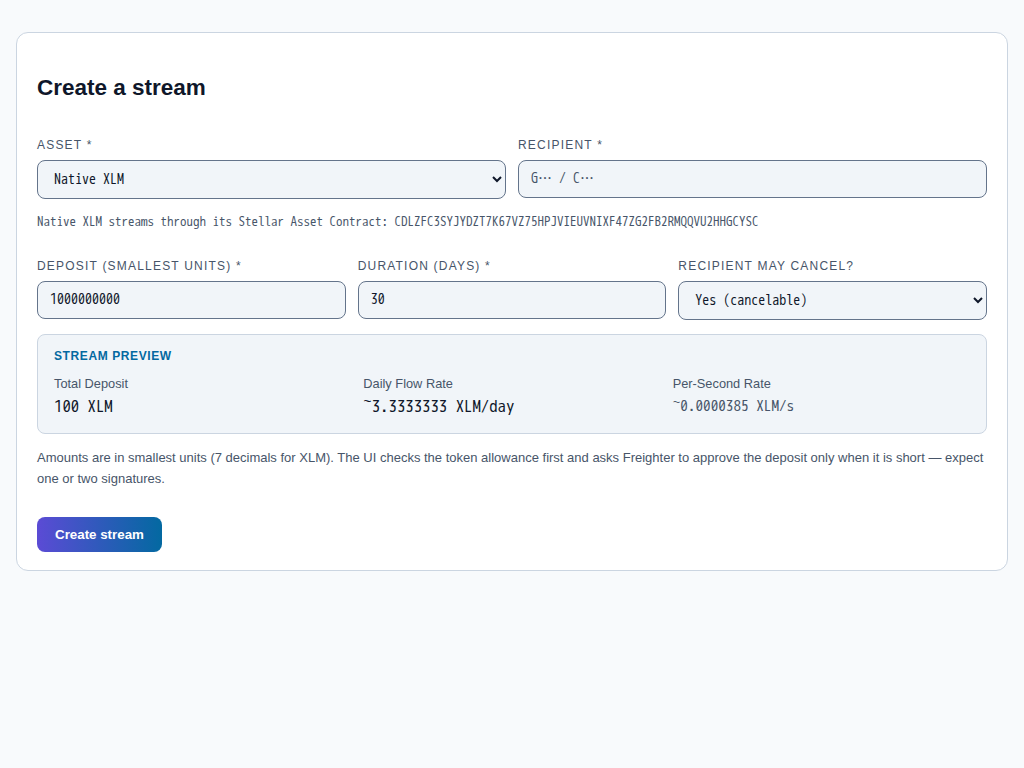 Create a stream
ASSET *
RECIPIENT *
Native XLM
G··· / C···
Native XLM streams through its Stellar Asset Contract: CDLZFC3SYJYDZT7K67VZ75HPJVIEUVNIXF47ZG2FB2RMQQVU2HHGCYSC
DEPOSIT (SMALLEST UNITS) *
DURATION (DAYS) *
RECIPIENT MAY CANCEL?
1000000000
30
Yes (cancelable)
STREAM PREVIEW
Total Deposit
Daily Flow Rate
Per-Second Rate
100 XLM
~3.3333333 XLM/day
~0.0000385 XLM/s
Amounts are in smallest units (7 decimals for XLM). The UI checks the token allowance first and asks Freighter to approve the deposit only when it is short — expect
one or two signatures.
Create stream